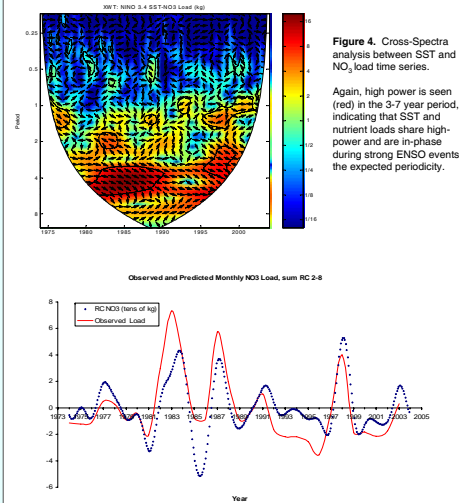 XWT: NINO 3.4 SST-NO3 Load (kg)
0.25
0.5
1
2
4
8
Period
1975
1980
1985
1990
1995
2000
16
8
4
2
1
1/2
1/4
1/8
1/16
Figure 4. Cross-Spectra
analysis between SST and
NO3 load time series.
Again, high power is seen
(red) in the 3-7 year period,
indicating that SST and
nutrient loads share high-
power and are in-phase
during strong ENSO events
the expected periodicity.
Observed and Predicted Monthly NO3 Load, sum RC 2-8
RC NO3 (tens of kg)
Observed Load
8
6
4
2
0
-2
-4
-6
1973 1975 1977 1979 1981 1983 1985 1987 1989 1991 1993 1995 1997 1999 2001 2003 2005
Year